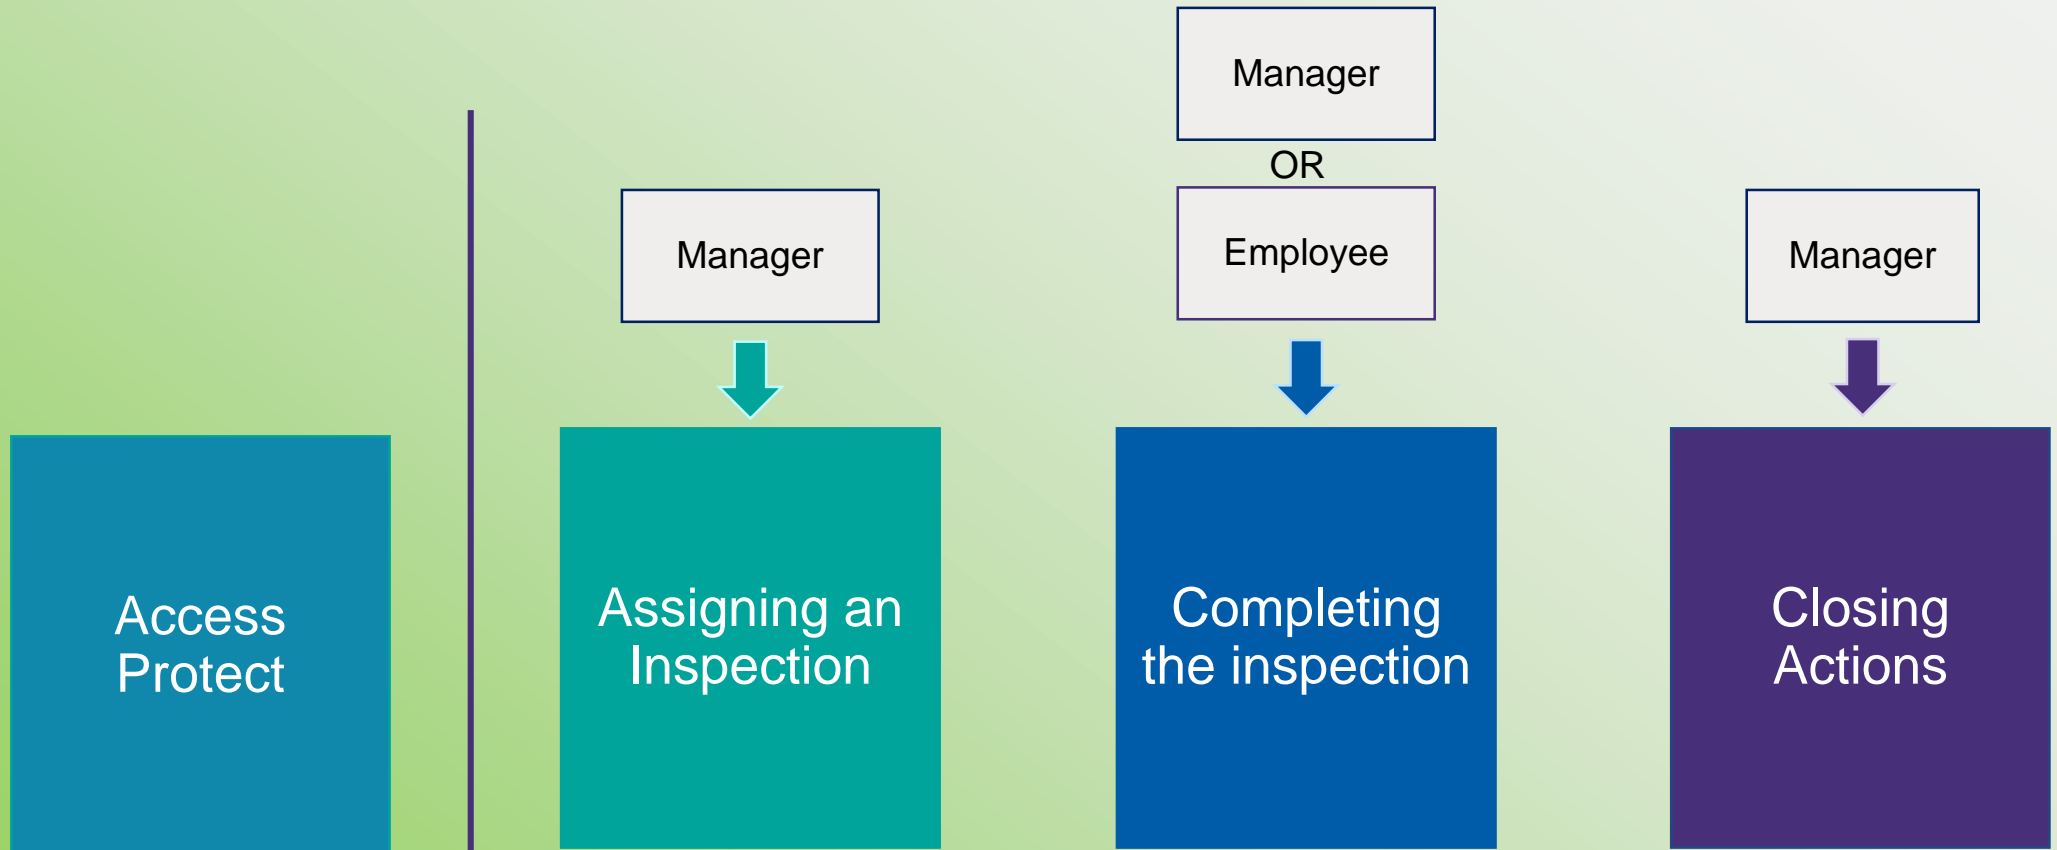 Manager
OR
Manager
Employee
Manager
Access
Protect
Assigning an
Inspection
Completing
the inspection
Closing
Actions